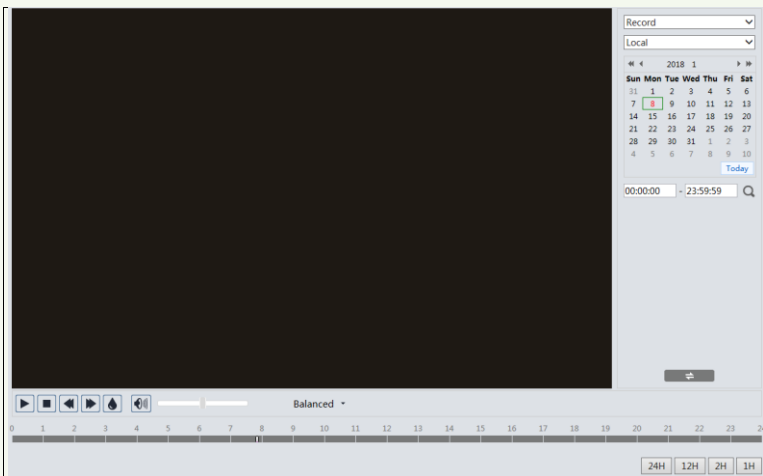 Record
Local
2018 1
Sun Mon Tue Wed Thu Fri Sat
31 1 2 3 4 5 6
7 8 9 10 11 12 13
14 15 16 17 18 19 20
21 22 23 24 25 26 27
28 29 30 31 1 2 3
4 5 6 7 8 9 10
Today
00:00:00 - 23:59:59
Balanced
0 1 2 3 4 5 6 7 8 9 10 11 12 13 14 15 16 17 18 19 20 21 22 23 2
24H 12H 2H 1H